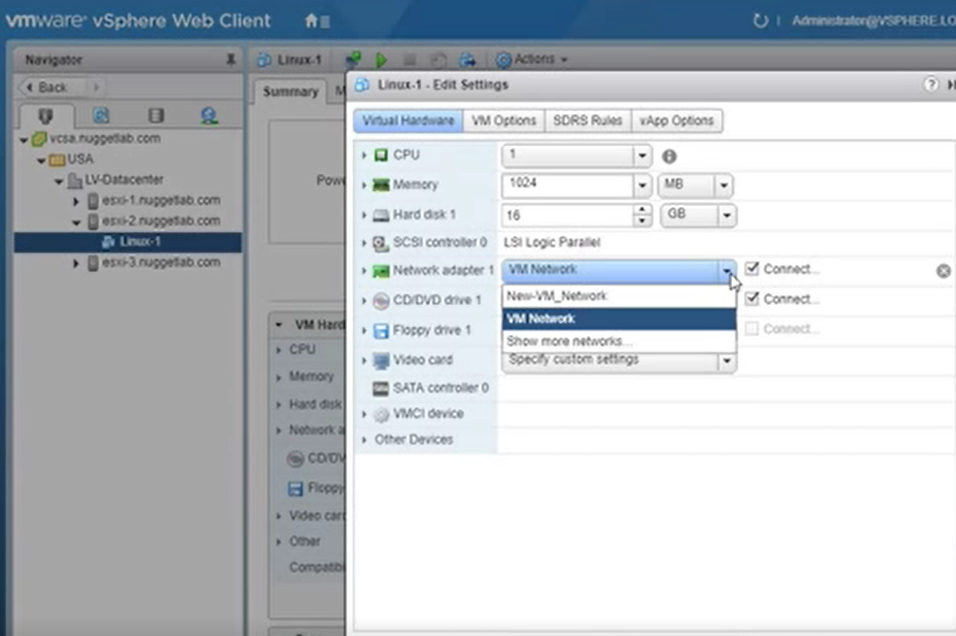 vmware® vSphere Web Client
Administrator@VSPHERE.LO
Navigator
Back
vcsa.nuggetlab.com
USA
LV-Datacenter
esxi-1.nuggetlab.com
esxi-2.nuggetlab.com
Linux-1
esxi-3.nuggetlab.com
Linux-1
Actions
Summary
M
Powe
VM Hard
CPU
Memory
Hard disk
Network a
CD/DV
Floppy
Video car
Other
Compatibi
Linux-1 - Edit Settings
?
Virtual Hardware
VM Options
SDRS Rules
vApp Options
CPU
1
Memory
1024
MB
Hard disk 1
16
GB
SCSI controller 0
LSI Logic Parallel
Network adapter 1
VM Network
Connect...
New-VM_Network
VM Network
Show more networks...
CD/DVD drive 1
Connect...
Floppy drive 1
Connect...
Video card
Specify custom settings
SATA controller 0
VMCI device
Other Devices